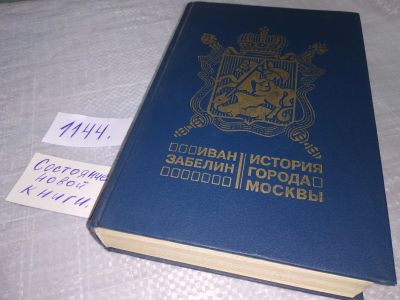 1144.
Состояние
новой
книги.
ИВАН
ЗАБЕЛИН
ИСТОРИЯ
ГОРОДА
МОСКВЫ